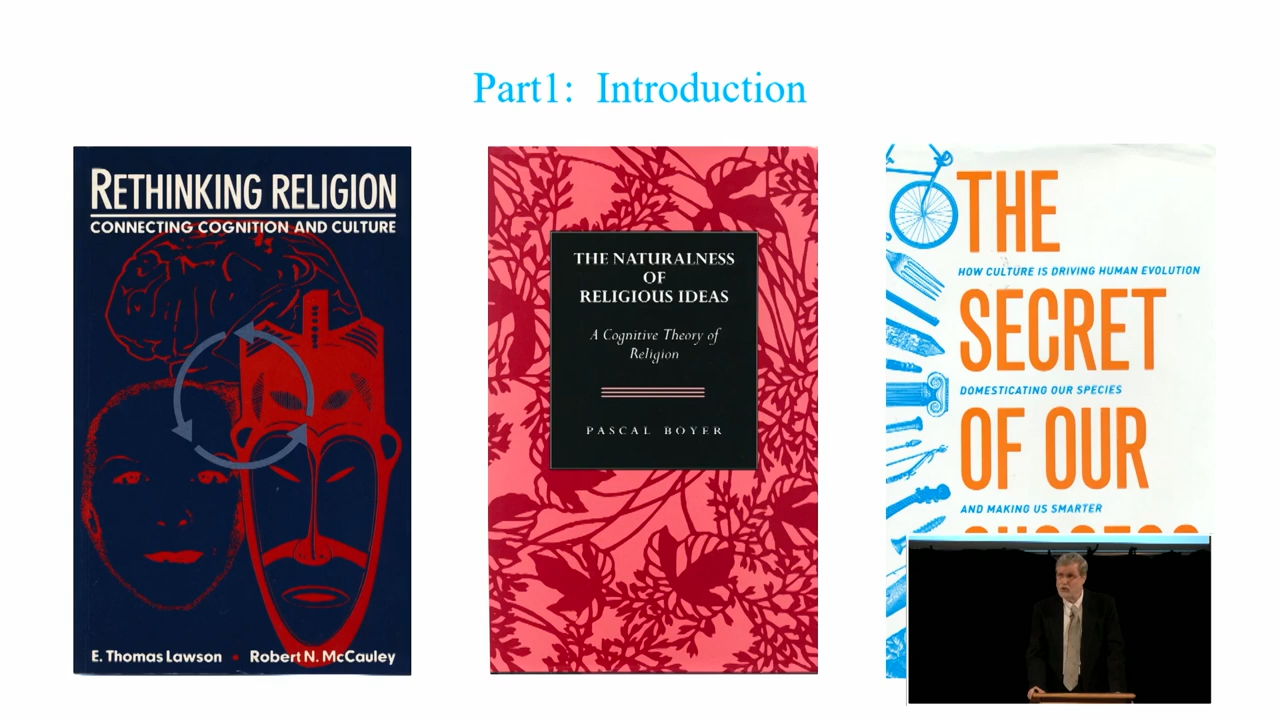 Part1: Introduction
RETHINKING RELIGION
CONNECTING COGNITION AND CULTURE
E. Thomas Lawson • Robert N. McCauley
THE NATURALNESS
OF
RELIGIOUS IDEAS
A Cognitive Theory of
Religion
PASCAL BOYER
THE
HOW CULTURE IS DRIVING HUMAN EVOLUTION
SECRET
DOMESTICATING OUR SPECIES
OF OUR
AND MAKING US SMARTER